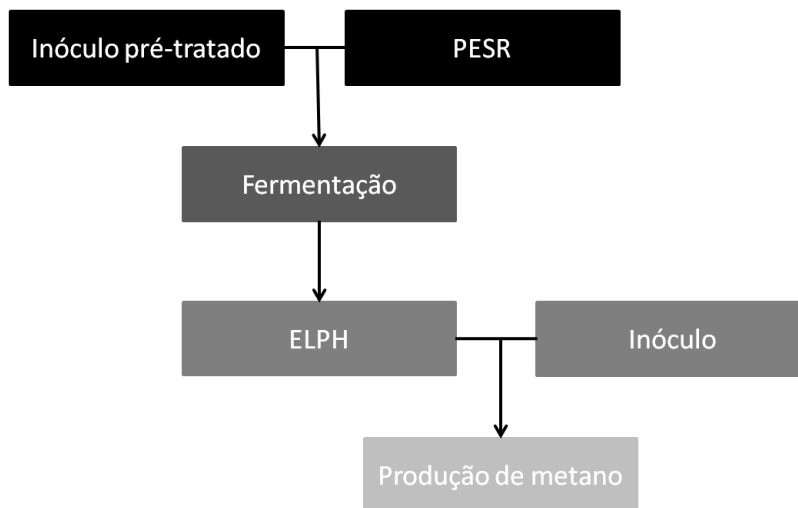 Inóculo pré-tratado
PESR
Fermentação
ELPH
Inóculo
Produção de metano